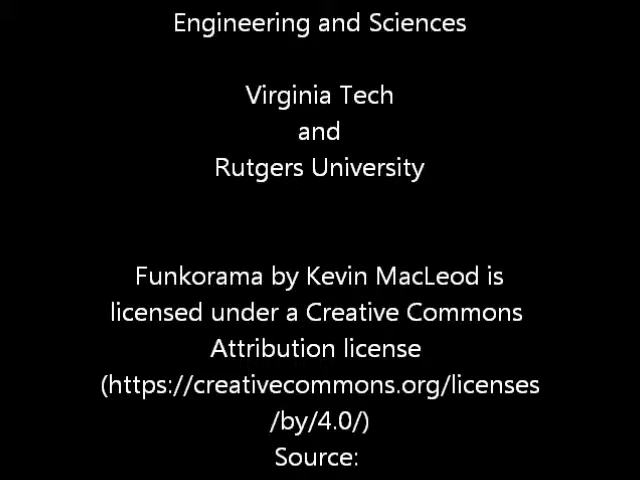 Engineering and Sciences
Virginia Tech
and
Rutgers University
Funkorama by Kevin MacLeod is
licensed under a Creative Commons
Attribution license
(https://creativecommons.org/licenses
/by/4.0/)
Source: